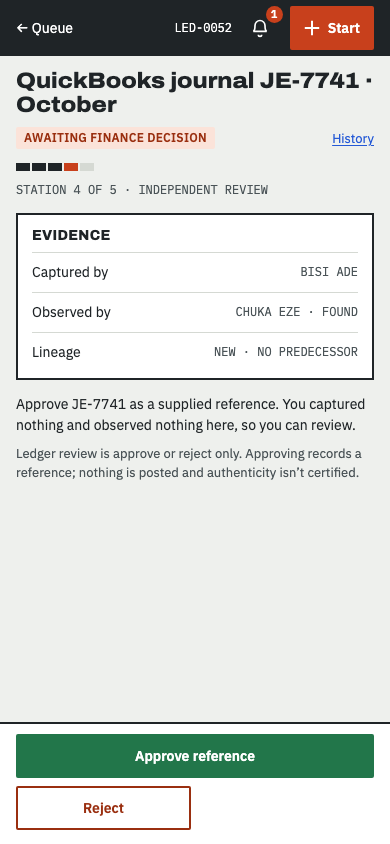 ← Queue
LED-0052
1
+ Start
QuickBooks journal JE-7741 ·
October
AWAITING FINANCE DECISION
History
STATION 4 OF 5 · INDEPENDENT REVIEW
EVIDENCE
Captured by BISI ADE
Observed by CHUKA EZE · FOUND
Lineage NEW · NO PREDECESSOR
Approve JE-7741 as a supplied reference. You captured
nothing and observed nothing here, so you can review.
Ledger review is approve or reject only. Approving records a
reference; nothing is posted and authenticity isn’t certified.
Approve reference
Reject